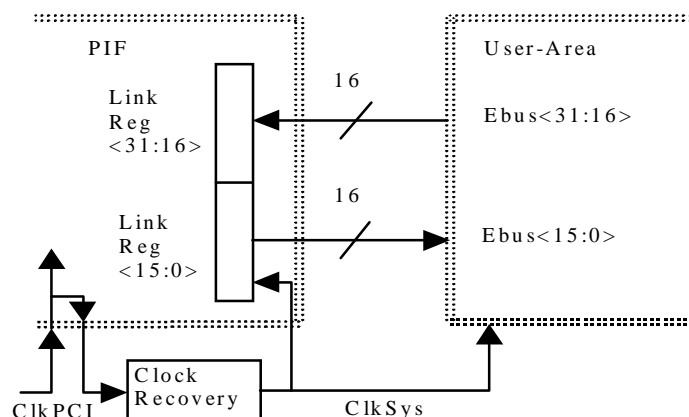 PIF
User-Area
16
Link
Reg
<31:16>
Ebus<31:16>
16
Link
Reg
<15:0>
Ebus<15:0>
Clock
Recovery
ClkPCI
ClkSys